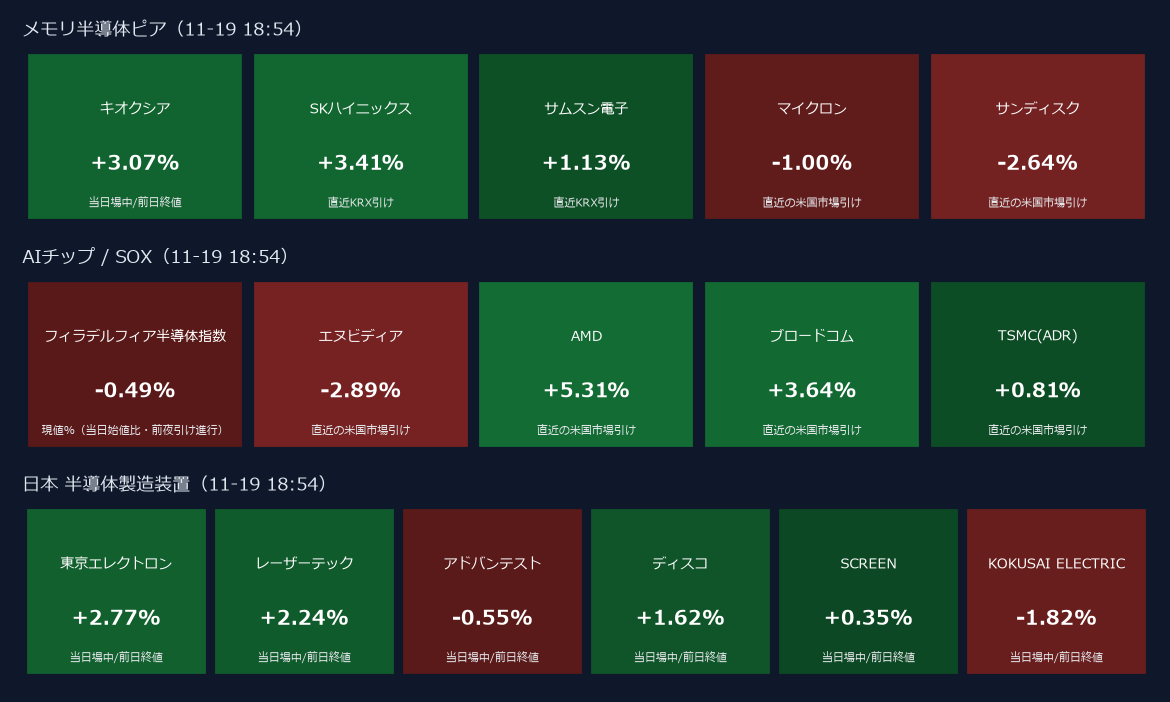 メモリ半導体ピア（11-19 18:54）
キオクシア
+3.07%
当日場中/前日終値
SKハイニックス
+3.41%
直近KRX引け
サムスン電子
+1.13%
直近KRX引け
マイクロン
-1.00%
直近の米国市場引け
サンディスク
-2.64%
直近の米国市場引け
AIチップ / SOX（11-19 18:54）
フィラデルフィア半導体指数
-0.49%
現値%（当日始値比・前夜引け進行）
エヌビディア
-2.89%
直近の米国市場引け
AMD
+5.31%
直近の米国市場引け
ブロードコム
+3.64%
直近の米国市場引け
TSMC(ADR)
+0.81%
直近の米国市場引け
日本 半導体製造装置（11-19 18:54）
東京エレクトロン
+2.77%
当日場中/前日終値
レーザーテック
+2.24%
当日場中/前日終値
アドバンテスト
-0.55%
当日場中/前日終値
ディスコ
+1.62%
当日場中/前日終値
SCREEN
+0.35%
当日場中/前日終値
KOKUSAI ELECTRIC
-1.82%
当日場中/前日終値